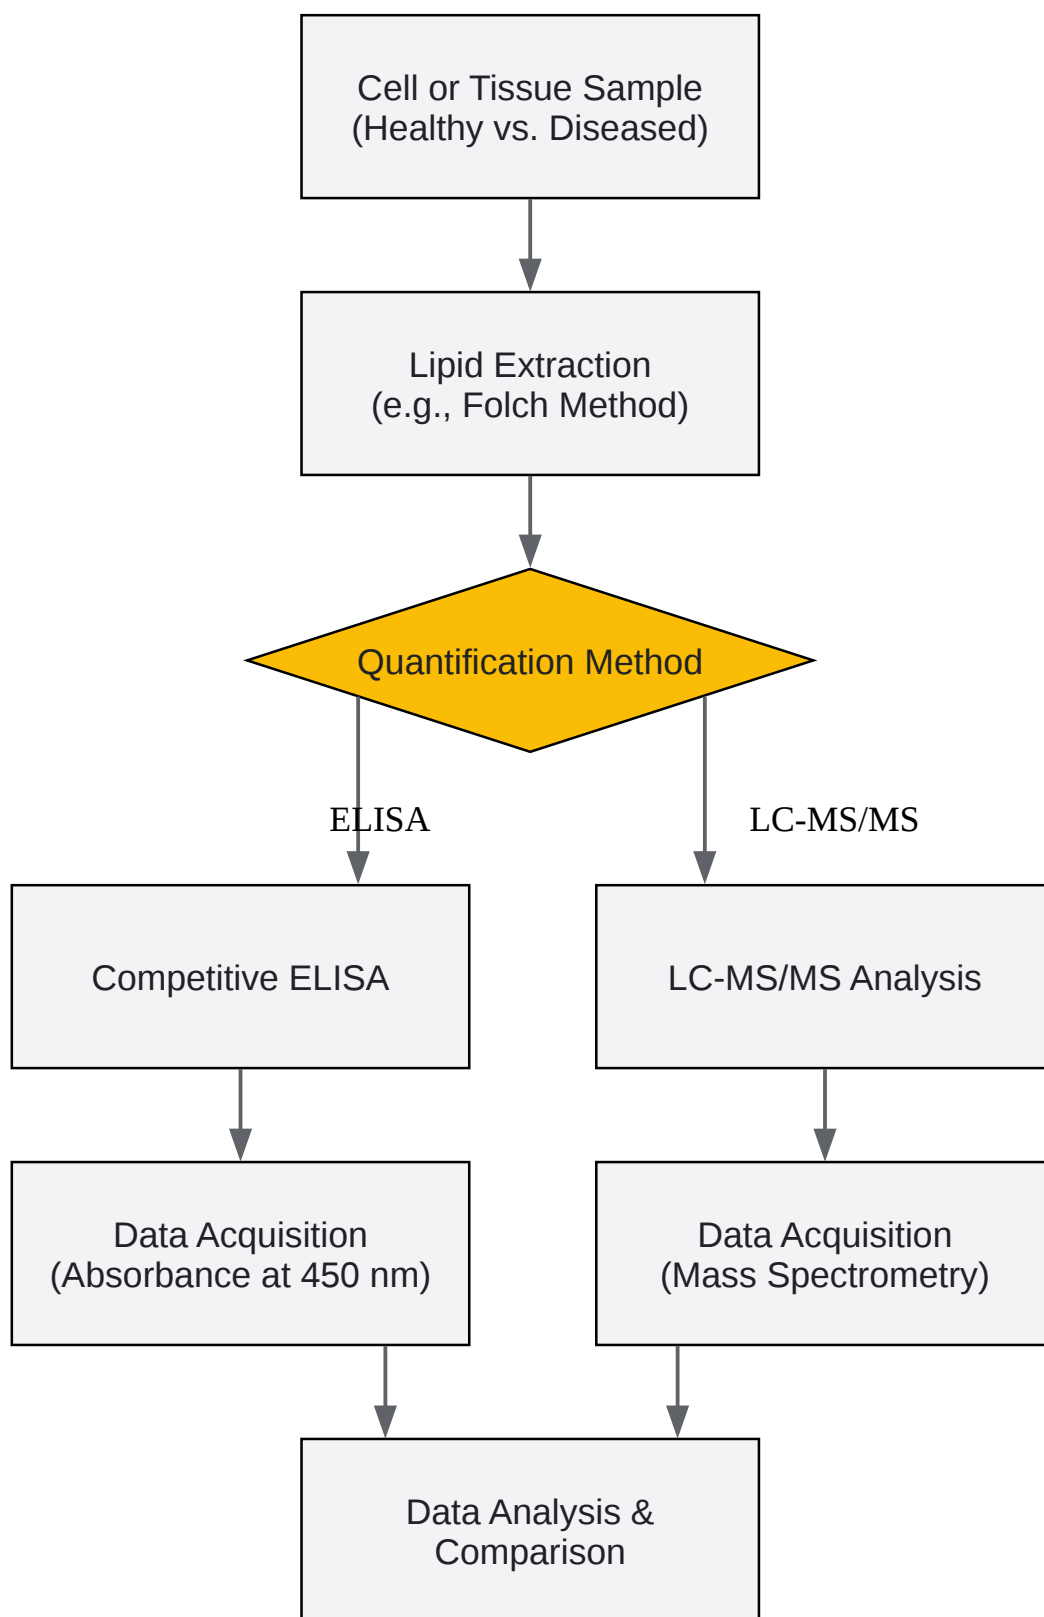 Cell or Tissue Sample
(Healthy vs. Diseased)
Lipid Extraction
(e.g., Folch Method)
Quantification Method
ELISA
LC-MS/MS
Competitive ELISA
LC-MS/MS Analysis
Data Acquisition
(Absorbance at 450 nm)
Data Acquisition
(Mass Spectrometry)
Data Analysis &
Comparison